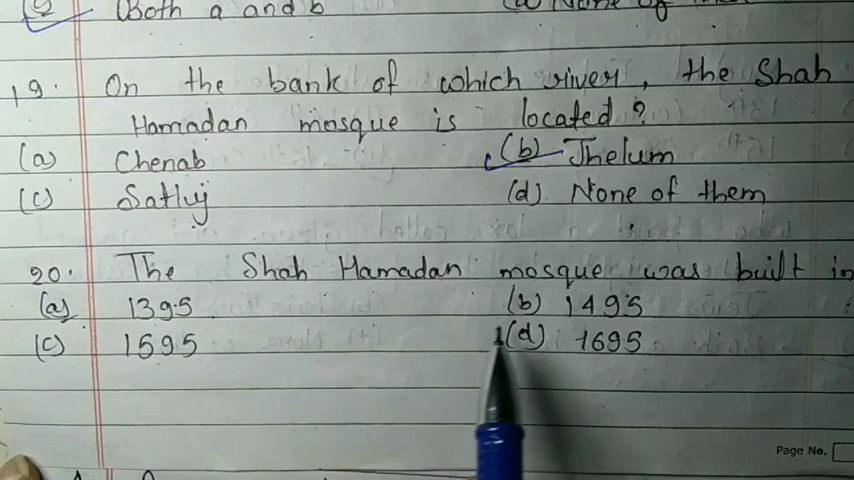 Both a and b
19. On the bank of which river, the Shah
Hamadan mosque is located?
(a) Chenab (b) Jhelum
(c) Satluj (d) None of them
20. The Shah Hamadan mosque was built in
(a) 1395 (b) 1495
(c) 1595 (d) 1695
Page No.